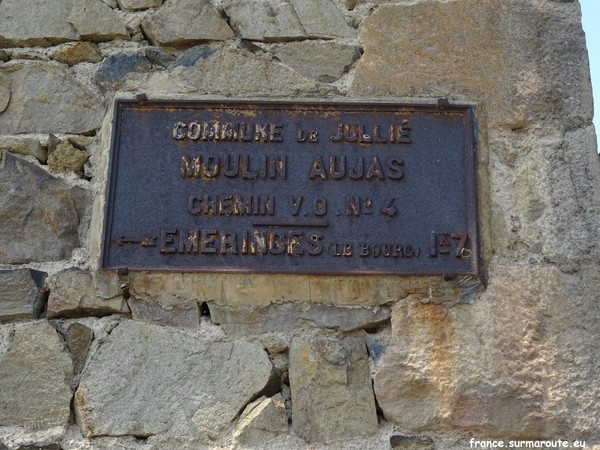 COMMUNE DE JULLIÉ
MOULIN AUJAS
CHEMIN V.O. Nº 4
EMERINGES (LE BOURG) 1K7
france.surmaroute.eu